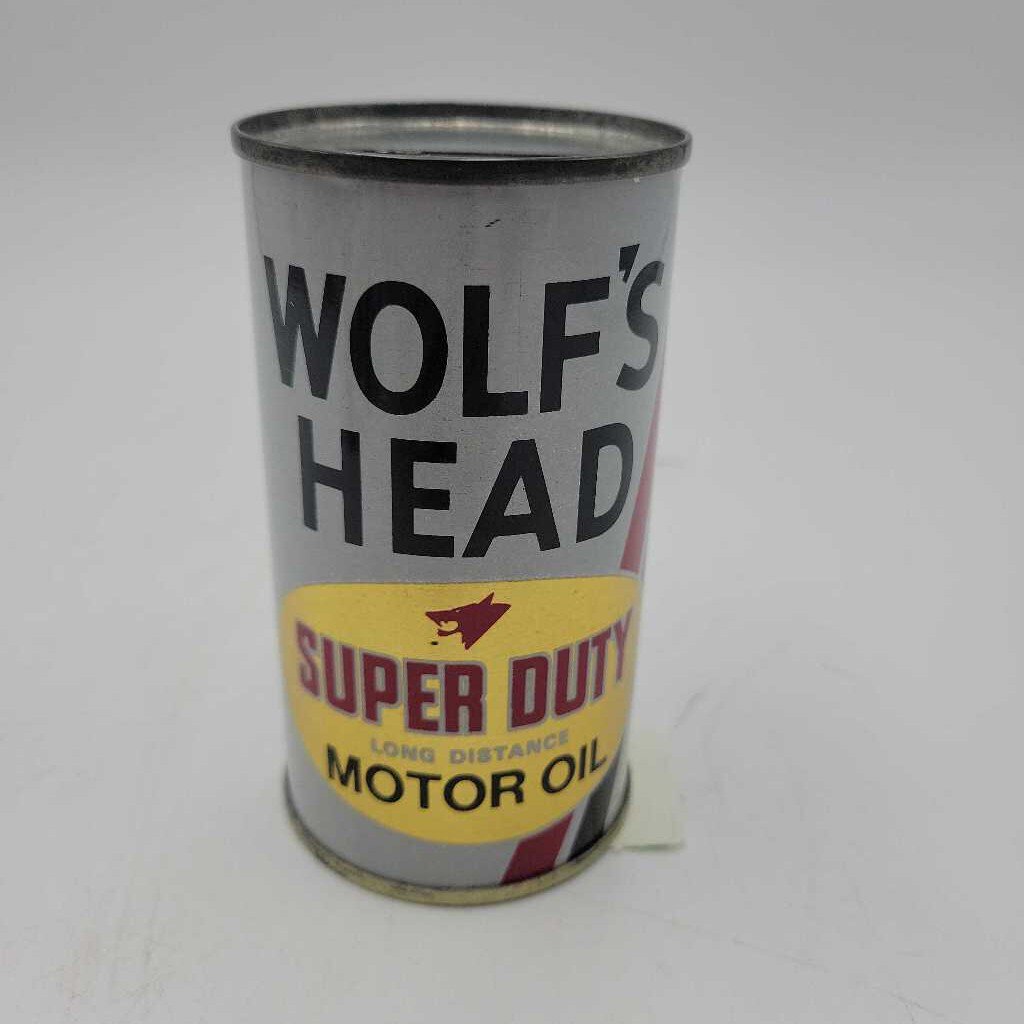 WOLF'S
HEAD
SUPER DUTY
LONG DISTANCE
MOTOR OIL